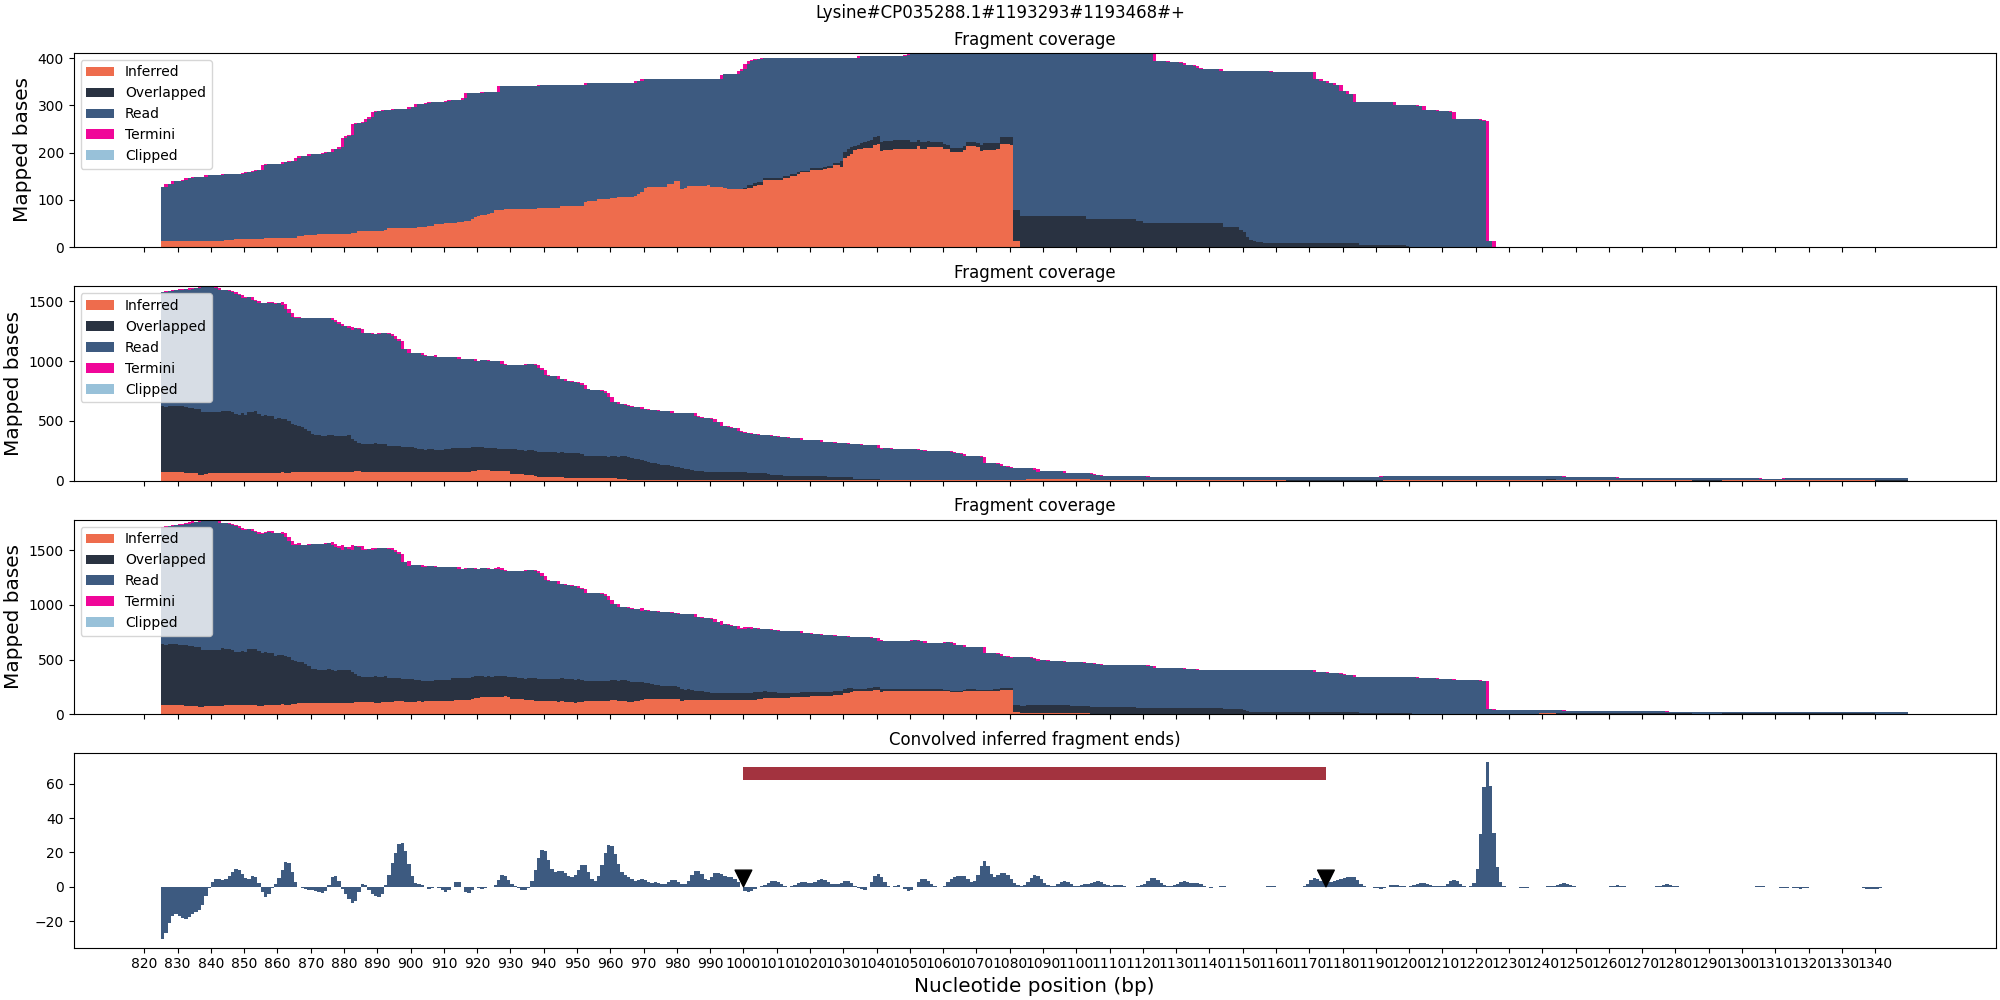 Lysine#CP035288.1#1193293#1193468#+
Fragment coverage
Mapped bases
400
300
200
100
0
Inferred
Overlapped
Read
Termini
Clipped
Fragment coverage
Mapped bases
1500
1000
500
0
Inferred
Overlapped
Read
Termini
Clipped
Fragment coverage
Mapped bases
1500
1000
500
0
Inferred
Overlapped
Read
Termini
Clipped
Convolved inferred fragment ends)
60
40
20
0
−20
820 830 840 850 860 870 880 890 900 910 920 930 940 950 960 970 980 990 1000 1010 1020 1030 1040 1050 1060 1070 1080 1090 1100 1110 1120 1130 1140 1150 1160 1170 1180 1190 1200 1210 1220 1230 1240 1250 1260 1270 1280 1290 1300 1310 1320 1330 1340
Nucleotide position (bp)